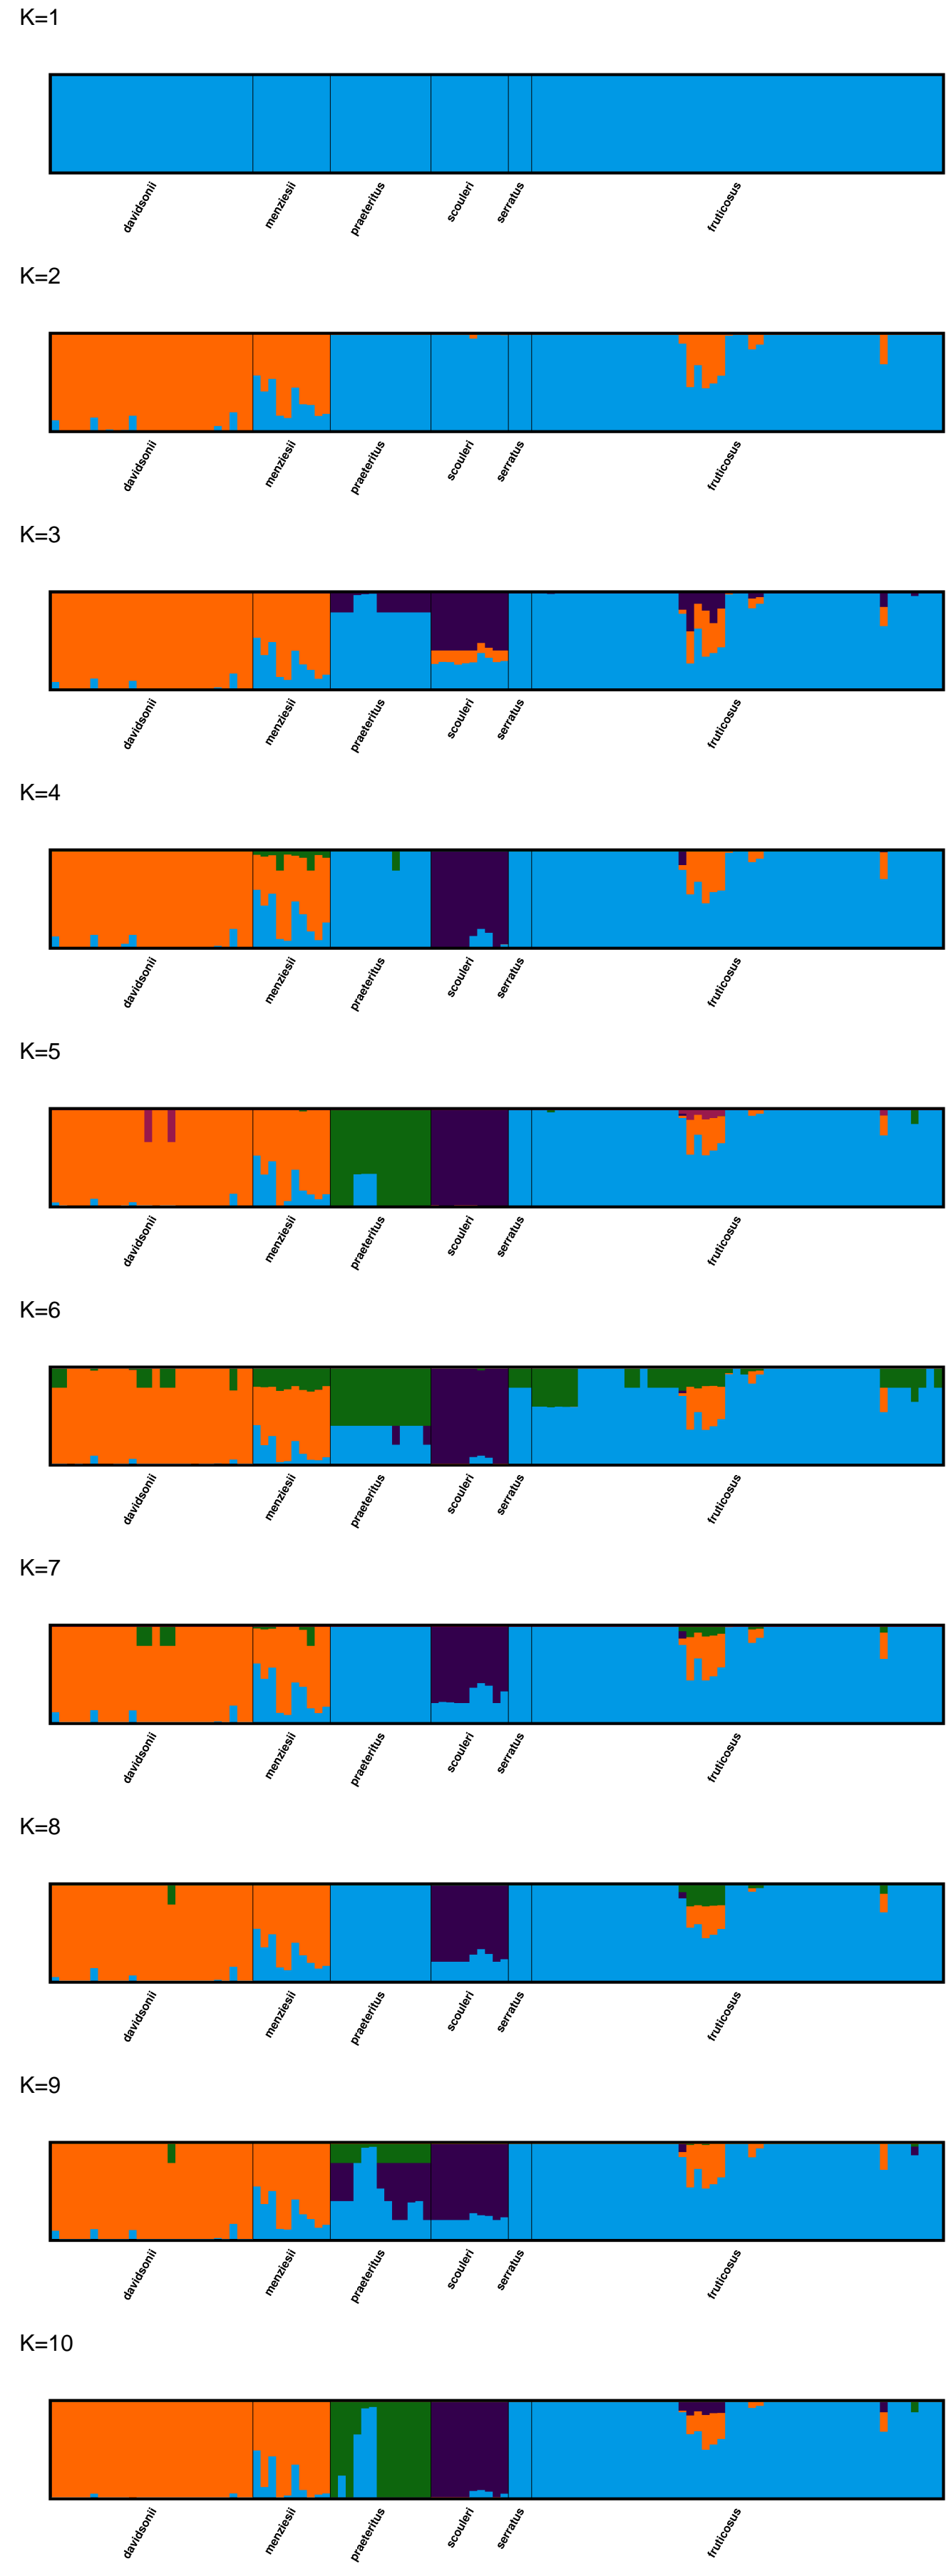 K=1
davidsonii menziesii praeteritus scouleri serratus fruticosus
K=2
davidsonii menziesii praeteritus scouleri serratus fruticosus
K=3
davidsonii menziesii praeteritus scouleri serratus fruticosus
K=4
davidsonii menziesii praeteritus scouleri serratus fruticosus
K=5
davidsonii menziesii praeteritus scouleri serratus fruticosus
K=6
davidsonii menziesii praeteritus scouleri serratus fruticosus
K=7
davidsonii menziesii praeteritus scouleri serratus fruticosus
K=8
davidsonii menziesii praeteritus scouleri serratus fruticosus
K=9
davidsonii menziesii praeteritus scouleri serratus fruticosus
K=10
davidsonii menziesii praeteritus scouleri serratus fruticosus